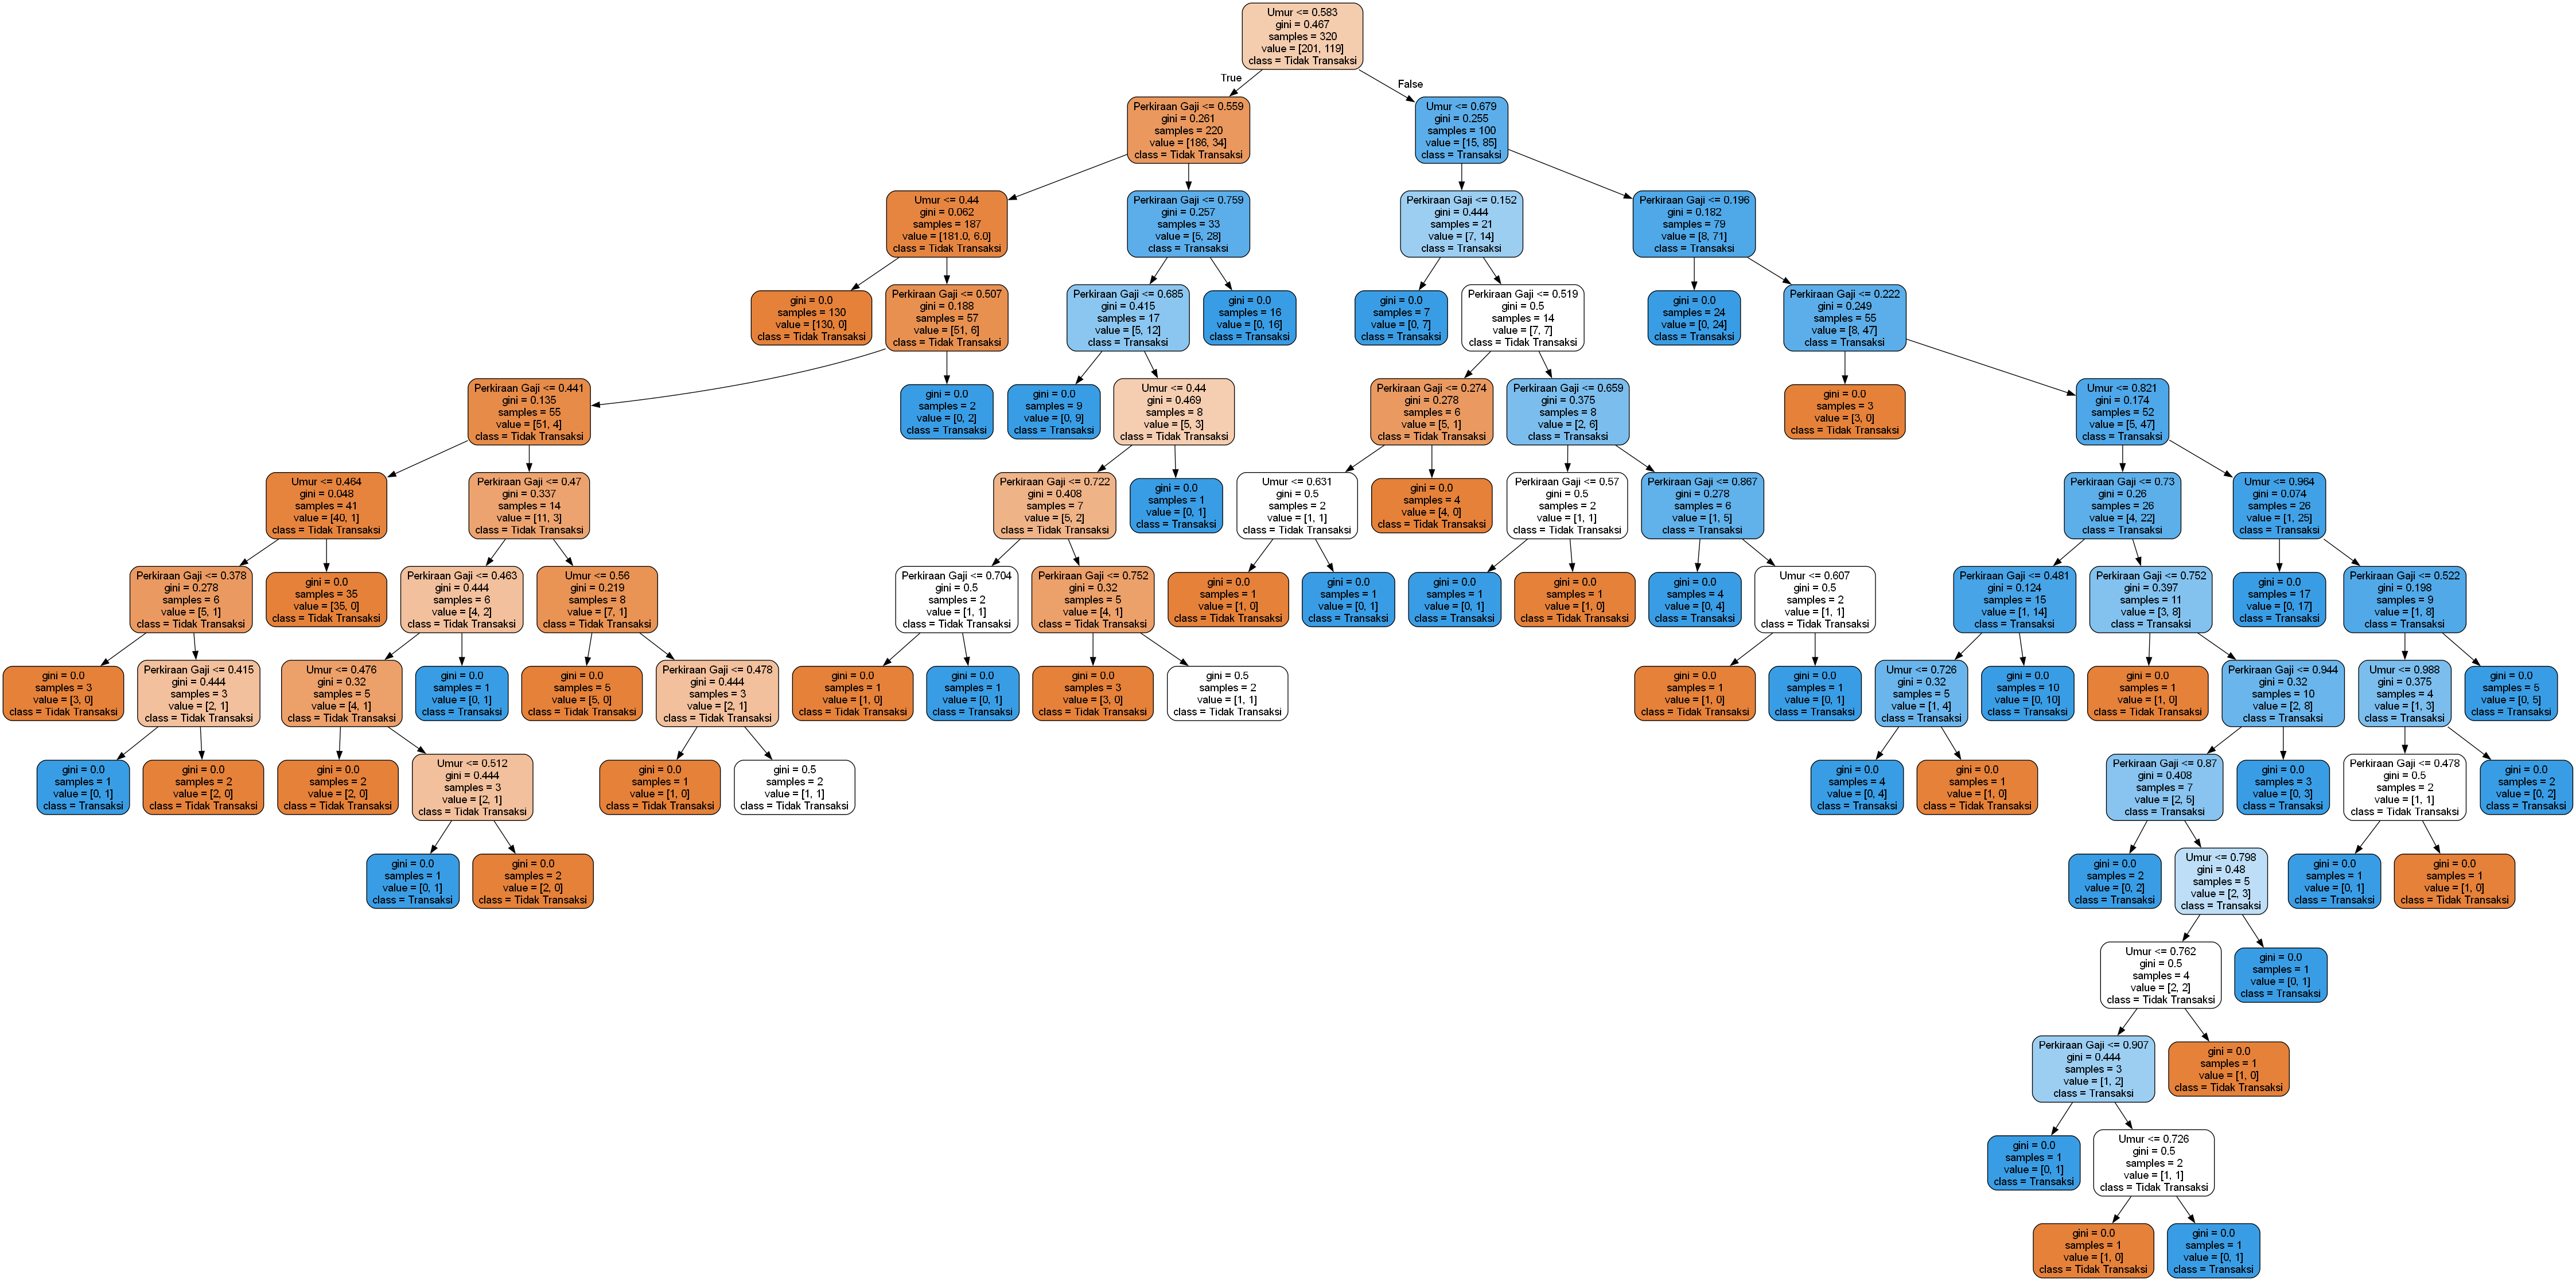 Umur <= 0.583
gini = 0.467
samples = 320
value = [201, 119]
class = Tidak Transaksi
True
False
Perkiraan Gaji <= 0.559
gini = 0.261
samples = 220
value = [186, 34]
class = Tidak Transaksi
Umur <= 0.679
gini = 0.255
samples = 100
value = [15, 85]
class = Transaksi
Umur <= 0.44
gini = 0.062
samples = 187
value = [181.0, 6.0]
class = Tidak Transaksi
Perkiraan Gaji <= 0.759
gini = 0.257
samples = 33
value = [5, 28]
class = Transaksi
Perkiraan Gaji <= 0.152
gini = 0.444
samples = 21
value = [7, 14]
class = Transaksi
Perkiraan Gaji <= 0.196
gini = 0.182
samples = 79
value = [8, 71]
class = Transaksi
gini = 0.0
samples = 130
value = [130, 0]
class = Tidak Transaksi
Perkiraan Gaji <= 0.507
gini = 0.188
samples = 57
value = [51, 6]
class = Tidak Transaksi
Perkiraan Gaji <= 0.685
gini = 0.415
samples = 17
value = [5, 12]
class = Transaksi
gini = 0.0
samples = 16
value = [0, 16]
class = Transaksi
gini = 0.0
samples = 7
value = [0, 7]
class = Transaksi
Perkiraan Gaji <= 0.519
gini = 0.5
samples = 14
value = [7, 7]
class = Tidak Transaksi
gini = 0.0
samples = 24
value = [0, 24]
class = Transaksi
Perkiraan Gaji <= 0.222
gini = 0.249
samples = 55
value = [8, 47]
class = Transaksi
Perkiraan Gaji <= 0.441
gini = 0.135
samples = 55
value = [51, 4]
class = Tidak Transaksi
gini = 0.0
samples = 2
value = [0, 2]
class = Transaksi
gini = 0.0
samples = 9
value = [0, 9]
class = Transaksi
Umur <= 0.44
gini = 0.469
samples = 8
value = [5, 3]
class = Tidak Transaksi
Perkiraan Gaji <= 0.274
gini = 0.278
samples = 6
value = [5, 1]
class = Tidak Transaksi
Perkiraan Gaji <= 0.659
gini = 0.375
samples = 8
value = [2, 6]
class = Transaksi
gini = 0.0
samples = 3
value = [3, 0]
class = Tidak Transaksi
Umur <= 0.821
gini = 0.174
samples = 52
value = [5, 47]
class = Transaksi
Umur <= 0.464
gini = 0.048
samples = 41
value = [40, 1]
class = Tidak Transaksi
Perkiraan Gaji <= 0.47
gini = 0.337
samples = 14
value = [11, 3]
class = Tidak Transaksi
Perkiraan Gaji <= 0.722
gini = 0.408
samples = 7
value = [5, 2]
class = Tidak Transaksi
gini = 0.0
samples = 1
value = [0, 1]
class = Transaksi
Umur <= 0.631
gini = 0.5
samples = 2
value = [1, 1]
class = Tidak Transaksi
gini = 0.0
samples = 4
value = [4, 0]
class = Tidak Transaksi
Perkiraan Gaji <= 0.57
gini = 0.5
samples = 2
value = [1, 1]
class = Tidak Transaksi
Perkiraan Gaji <= 0.867
gini = 0.278
samples = 6
value = [1, 5]
class = Transaksi
Perkiraan Gaji <= 0.73
gini = 0.26
samples = 26
value = [4, 22]
class = Transaksi
Umur <= 0.964
gini = 0.074
samples = 26
value = [1, 25]
class = Transaksi
Perkiraan Gaji <= 0.378
gini = 0.278
samples = 6
value = [5, 1]
class = Tidak Transaksi
gini = 0.0
samples = 35
value = [35, 0]
class = Tidak Transaksi
Perkiraan Gaji <= 0.463
gini = 0.444
samples = 6
value = [4, 2]
class = Tidak Transaksi
Umur <= 0.56
gini = 0.219
samples = 8
value = [7, 1]
class = Tidak Transaksi
Perkiraan Gaji <= 0.704
gini = 0.5
samples = 2
value = [1, 1]
class = Tidak Transaksi
Perkiraan Gaji <= 0.752
gini = 0.32
samples = 5
value = [4, 1]
class = Tidak Transaksi
gini = 0.0
samples = 1
value = [1, 0]
class = Tidak Transaksi
gini = 0.0
samples = 1
value = [0, 1]
class = Transaksi
gini = 0.0
samples = 1
value = [0, 1]
class = Transaksi
gini = 0.0
samples = 1
value = [1, 0]
class = Tidak Transaksi
gini = 0.0
samples = 4
value = [0, 4]
class = Transaksi
Umur <= 0.607
gini = 0.5
samples = 2
value = [1, 1]
class = Tidak Transaksi
Perkiraan Gaji <= 0.481
gini = 0.124
samples = 15
value = [1, 14]
class = Transaksi
Perkiraan Gaji <= 0.752
gini = 0.397
samples = 11
value = [3, 8]
class = Transaksi
gini = 0.0
samples = 17
value = [0, 17]
class = Transaksi
Perkiraan Gaji <= 0.522
gini = 0.198
samples = 9
value = [1, 8]
class = Transaksi
gini = 0.0
samples = 3
value = [3, 0]
class = Tidak Transaksi
Perkiraan Gaji <= 0.415
gini = 0.444
samples = 3
value = [2, 1]
class = Tidak Transaksi
Umur <= 0.476
gini = 0.32
samples = 5
value = [4, 1]
class = Tidak Transaksi
gini = 0.0
samples = 1
value = [0, 1]
class = Transaksi
gini = 0.0
samples = 5
value = [5, 0]
class = Tidak Transaksi
Perkiraan Gaji <= 0.478
gini = 0.444
samples = 3
value = [2, 1]
class = Tidak Transaksi
gini = 0.0
samples = 1
value = [1, 0]
class = Tidak Transaksi
gini = 0.0
samples = 1
value = [0, 1]
class = Transaksi
gini = 0.0
samples = 3
value = [3, 0]
class = Tidak Transaksi
gini = 0.5
samples = 2
value = [1, 1]
class = Tidak Transaksi
gini = 0.0
samples = 1
value = [1, 0]
class = Tidak Transaksi
gini = 0.0
samples = 1
value = [0, 1]
class = Transaksi
Umur <= 0.726
gini = 0.32
samples = 5
value = [1, 4]
class = Transaksi
gini = 0.0
samples = 10
value = [0, 10]
class = Transaksi
gini = 0.0
samples = 1
value = [1, 0]
class = Tidak Transaksi
Perkiraan Gaji <= 0.944
gini = 0.32
samples = 10
value = [2, 8]
class = Transaksi
Umur <= 0.988
gini = 0.375
samples = 4
value = [1, 3]
class = Transaksi
gini = 0.0
samples = 5
value = [0, 5]
class = Transaksi
gini = 0.0
samples = 1
value = [0, 1]
class = Transaksi
gini = 0.0
samples = 2
value = [2, 0]
class = Tidak Transaksi
gini = 0.0
samples = 2
value = [2, 0]
class = Tidak Transaksi
Umur <= 0.512
gini = 0.444
samples = 3
value = [2, 1]
class = Tidak Transaksi
gini = 0.0
samples = 1
value = [1, 0]
class = Tidak Transaksi
gini = 0.5
samples = 2
value = [1, 1]
class = Tidak Transaksi
gini = 0.0
samples = 4
value = [0, 4]
class = Transaksi
gini = 0.0
samples = 1
value = [1, 0]
class = Tidak Transaksi
Perkiraan Gaji <= 0.87
gini = 0.408
samples = 7
value = [2, 5]
class = Transaksi
gini = 0.0
samples = 3
value = [0, 3]
class = Transaksi
Perkiraan Gaji <= 0.478
gini = 0.5
samples = 2
value = [1, 1]
class = Tidak Transaksi
gini = 0.0
samples = 2
value = [0, 2]
class = Transaksi
gini = 0.0
samples = 1
value = [0, 1]
class = Transaksi
gini = 0.0
samples = 2
value = [2, 0]
class = Tidak Transaksi
gini = 0.0
samples = 2
value = [0, 2]
class = Transaksi
Umur <= 0.798
gini = 0.48
samples = 5
value = [2, 3]
class = Transaksi
gini = 0.0
samples = 1
value = [0, 1]
class = Transaksi
gini = 0.0
samples = 1
value = [1, 0]
class = Tidak Transaksi
Umur <= 0.762
gini = 0.5
samples = 4
value = [2, 2]
class = Tidak Transaksi
gini = 0.0
samples = 1
value = [0, 1]
class = Transaksi
Perkiraan Gaji <= 0.907
gini = 0.444
samples = 3
value = [1, 2]
class = Transaksi
gini = 0.0
samples = 1
value = [1, 0]
class = Tidak Transaksi
gini = 0.0
samples = 1
value = [0, 1]
class = Transaksi
Umur <= 0.726
gini = 0.5
samples = 2
value = [1, 1]
class = Tidak Transaksi
gini = 0.0
samples = 1
value = [1, 0]
class = Tidak Transaksi
gini = 0.0
samples = 1
value = [0, 1]
class = Transaksi